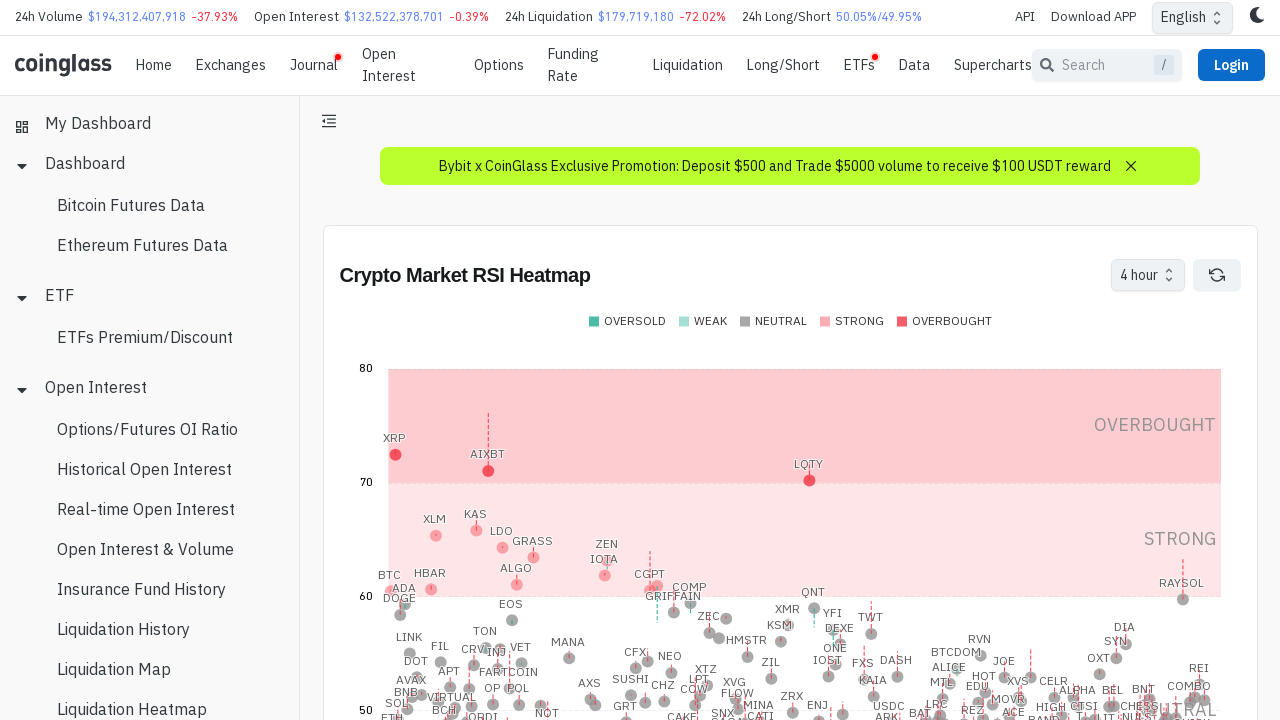 24h Volume $194,312,407,918 -37.93% Open Interest $132,522,378,701 -0.39% 24h Liquidation $179,719,180 -72.02% 24h Long/Short 50.05%/49.95% API Download APP English
coinglass Home Exchanges Journal Open Interest Options Funding Rate Liquidation Long/Short ETFs Data Supercharts Search / Login
My Dashboard
Dashboard
Bitcoin Futures Data
Ethereum Futures Data
ETF
ETFs Premium/Discount
Open Interest
Options/Futures OI Ratio
Historical Open Interest
Real-time Open Interest
Open Interest & Volume
Insurance Fund History
Liquidation History
Liquidation Map
Liquidation Heatmap
Bybit x CoinGlass Exclusive Promotion: Deposit $500 and Trade $5000 volume to receive $100 USDT reward
Crypto Market RSI Heatmap
4 hour
OVERSOLD WEAK NEUTRAL STRONG OVERBOUGHT
80
OVERBOUGHT
XRP
AIXBT
LQTY
70
KAS
XLM
LDO
GRASS
STRONG
ZEN
IOTA
ALGO
CGPT
BTC
HBAR
RAYSOL
ADA
COMP
QNT
60
DOGE
GRIFFAIN
EOS
XMR
YFI
ZEC
TWT
KSM
DEXE
DIA
TON
LINK
HMSTR
MANA
RVN
SYN
FIL
CRV
INJ
VET
ONE
CFX
NEO
BTCDOM
DOT
ZIL
IOST
FXS
DASH
JOE
OXT
APT
FARTCOIN
XTZ
ALICE
REI
AVAX
AXS
SUSHI
LPT
XVG
KAIA
MTL
HOT
XVS
CELR
BNB
OP
POL
CHZ
COW
EDU
ALPHA
BEL
BNT
COMBO
SOL
VIRTUAL
FLOW
ZRX
MOVR
50
BCH
NOT
GRT
MINA
ENJ
USDC
LRC
HIGH
CTSI
CHESS
ETH
ORDI
CAKE
SNX
CATI
ARK
BAT
REZ
ACE